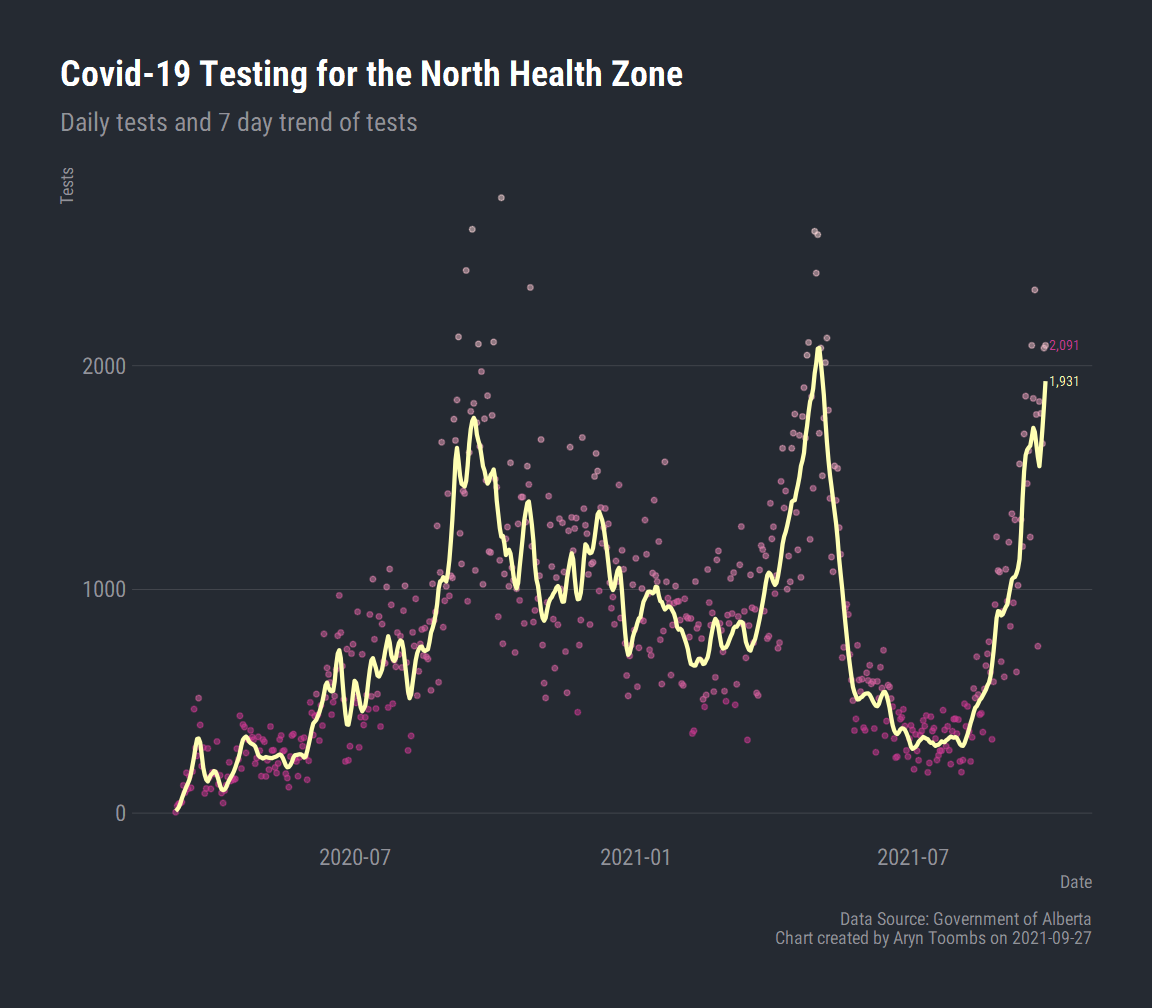 Covid-19 Testing for the North Health Zone
Daily tests and 7 day trend of tests
Tests
2,091
2000
1,931
1000
0
2020-07
2021-01
2021-07
Date
Data Source: Government of Alberta
Chart created by Aryn Toombs on 2021-09-27